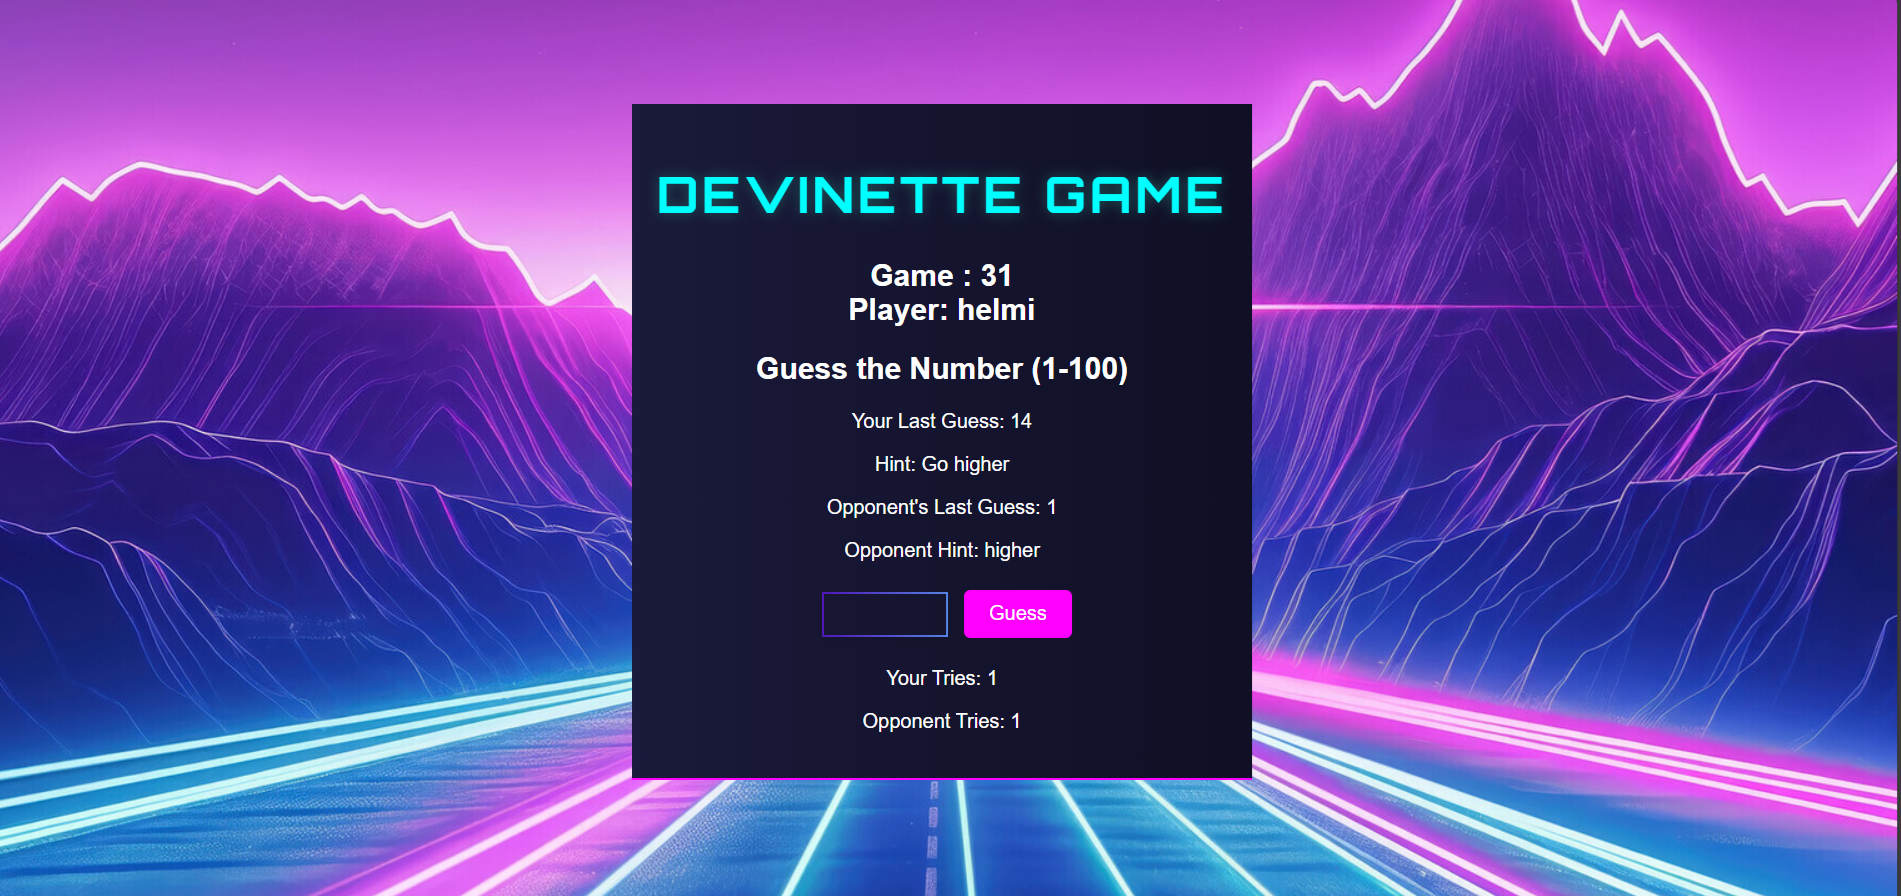 DEVINETTE GAME
Game : 31
Player: helmi
Guess the Number (1-100)
Your Last Guess: 14
Hint: Go higher
Opponent's Last Guess: 1
Opponent Hint: higher
Guess
Your Tries: 1
Opponent Tries: 1